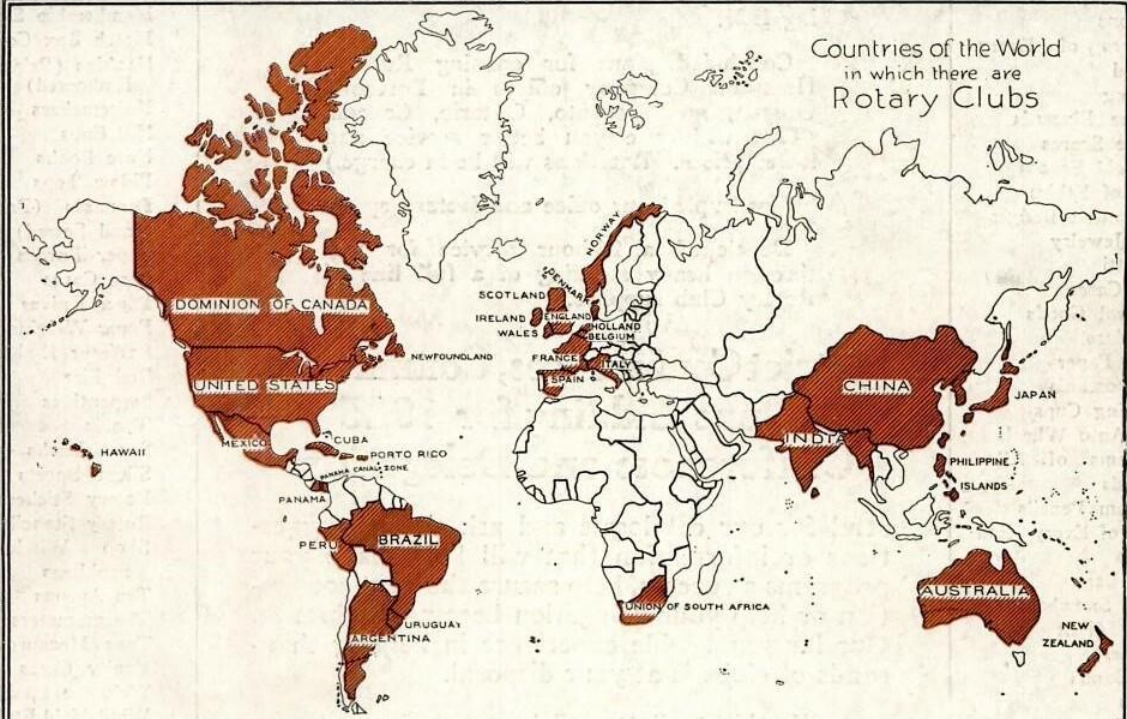 Countries of the World
in which there are
Rotary Clubs
DOMINION OF CANADA
UNITED STATES
NEWFOUNDLAND
MEXICO
HAWAII
CUBA
PORTO RICO
PANAMA CANAL ZONE
PANAMA
PERU
BRAZIL
URUGUAY
ARGENTINA
NORWAY
DENMARK
SCOTLAND
IRELAND
ENGLAND
WALES
HOLLAND
BELGIUM
FRANCE
ITALY
SPAIN
UNION OF SOUTH AFRICA
CHINA
JAPAN
INDIA
PHILIPPINE
ISLANDS
AUSTRALIA
NEW
ZEALAND